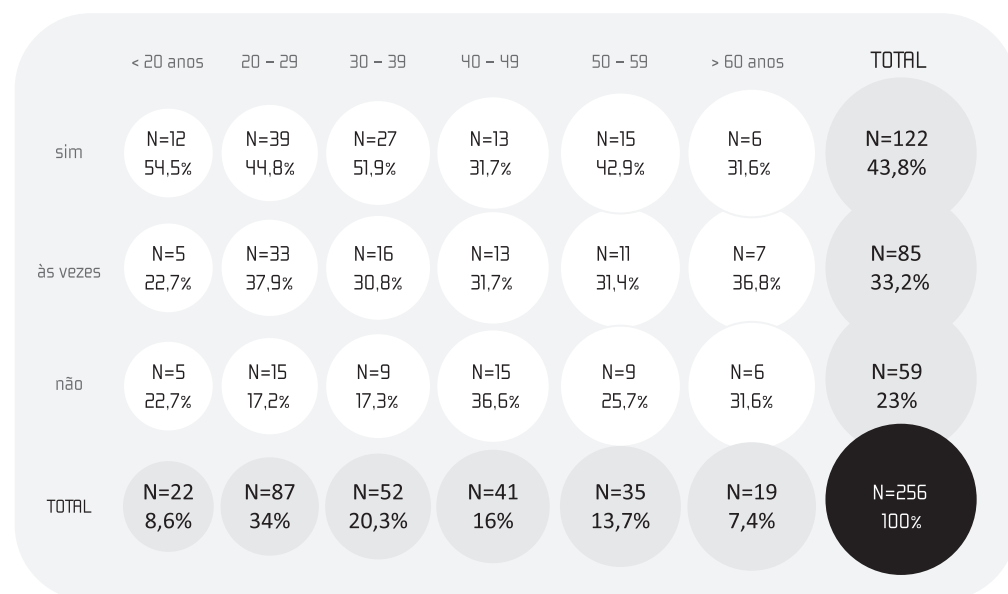 < 20 anos 20 – 29 30 – 39 40 – 49 50 – 59 > 60 anos TOTAL
sim
N=12 N=39 N=27 N=13 N=15 N=6 N=122
54,5% 44,8% 51,9% 31,7% 42,9% 31,6% 43,8%
às vezes
N=5 N=33 N=16 N=13 N=11 N=7 N=85
22,7% 37,9% 30,8% 31,7% 31,4% 36,8% 33,2%
não
N=5 N=15 N=9 N=15 N=9 N=6 N=59
22,7% 17,2% 17,3% 36,6% 25,7% 31,6% 23%
TOTAL
N=22 N=87 N=52 N=41 N=35 N=19 N=256
8,6% 34% 20,3% 16% 13,7% 7,4% 100%